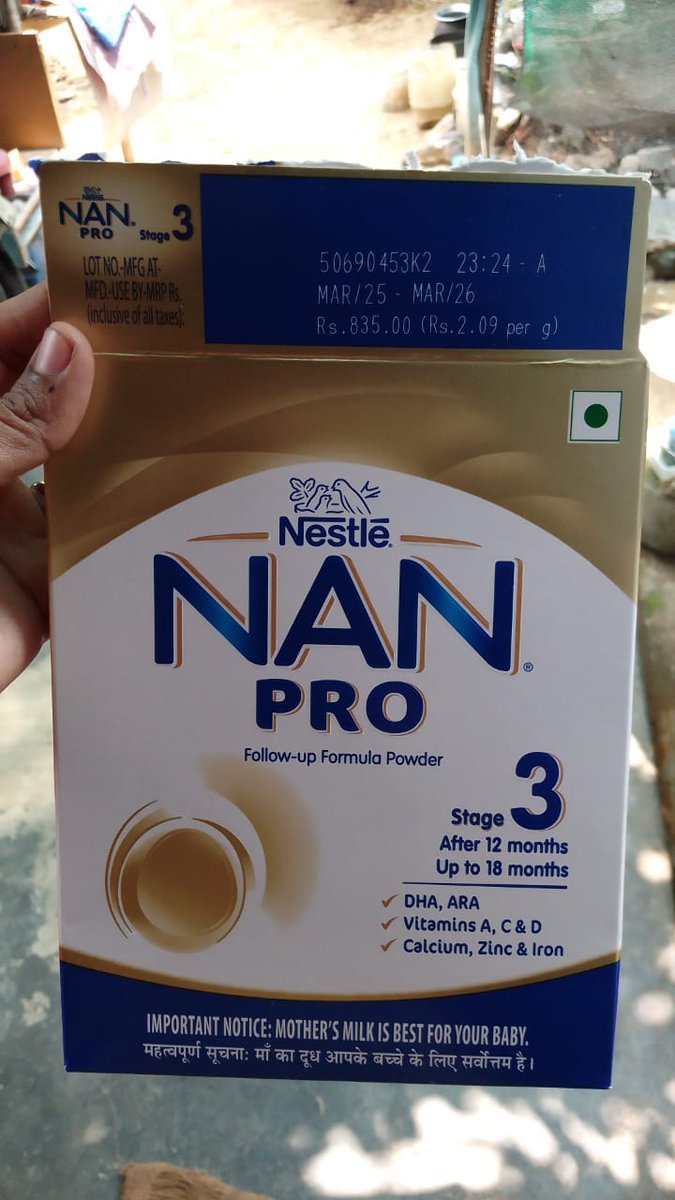 Nestlé
NAN®
PRO Stage 3
LOT NO.-MFG AT-
MFD.-USE BY-MRP Rs.
(inclusive of all taxes):
50690453K2 23:24 - A
MAR/25 - MAR/26
Rs.835.00 (Rs.2.09 per g)
Nestlé®
NAN®
PRO
Follow-up Formula Powder
Stage 3
After 12 months
Up to 18 months
DHA, ARA
Vitamins A, C & D
Calcium, Zinc & Iron
IMPORTANT NOTICE: MOTHER'S MILK IS BEST FOR YOUR BABY.
महत्वपूर्ण सूचनाः माँ का दूध आपके बच्चे के लिए सर्वोत्तम है।